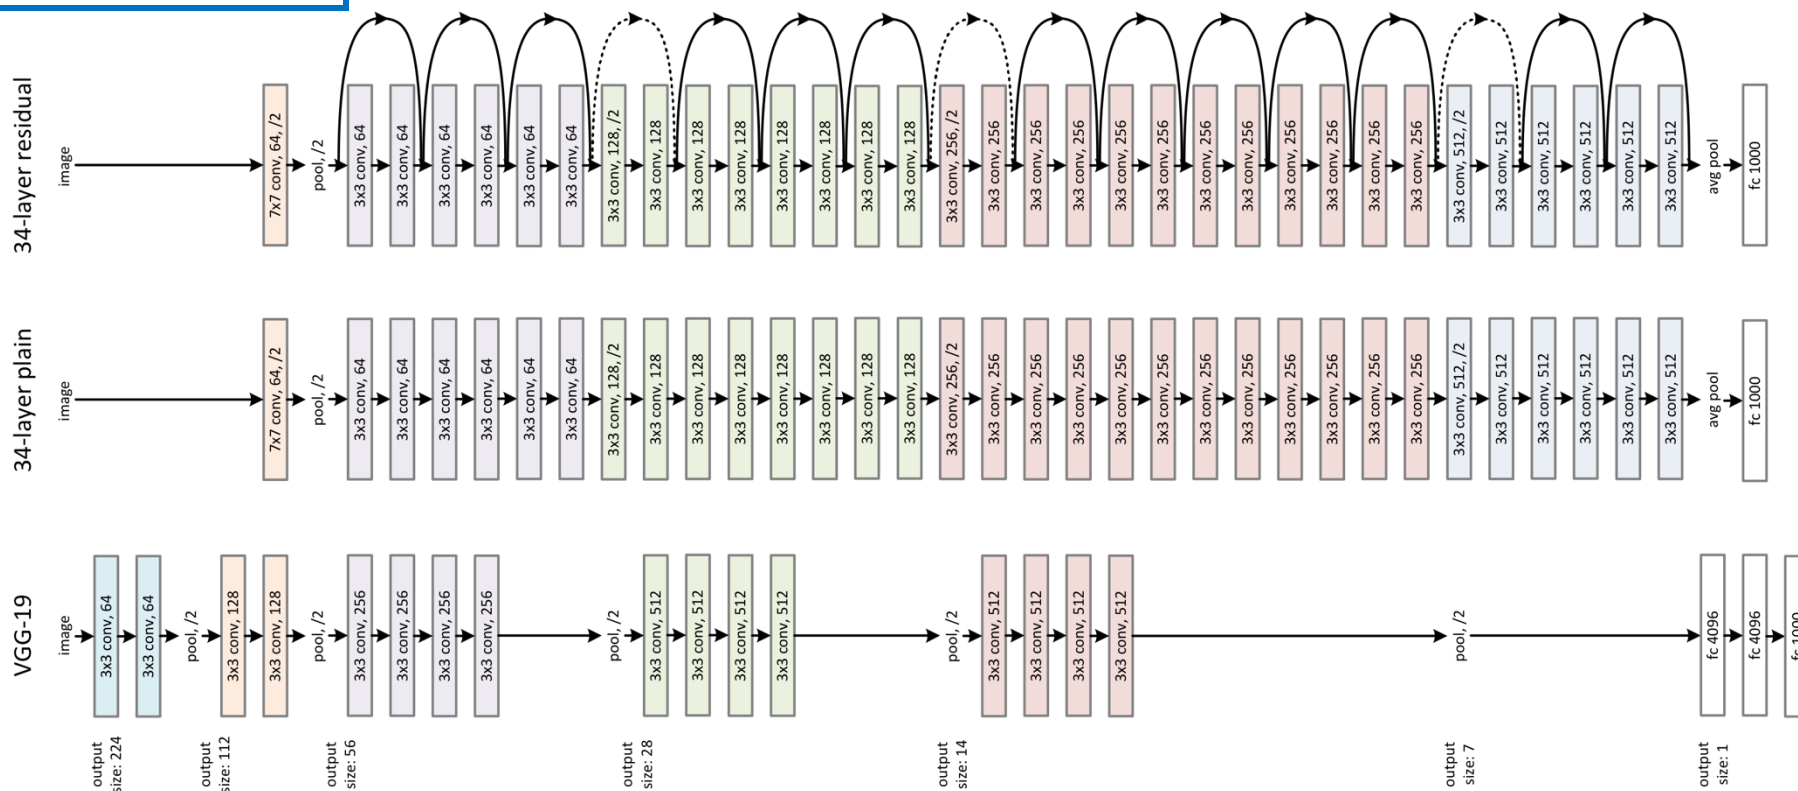 34-layer residual
image
7x7 conv, 64, /2
pool, /2
3x3 conv, 64
3x3 conv, 64
3x3 conv, 64
3x3 conv, 64
3x3 conv, 64
3x3 conv, 64
3x3 conv, 128, /2
3x3 conv, 128
3x3 conv, 128
3x3 conv, 128
3x3 conv, 128
3x3 conv, 128
3x3 conv, 128
3x3 conv, 128
3x3 conv, 256, /2
3x3 conv, 256
3x3 conv, 256
3x3 conv, 256
3x3 conv, 256
3x3 conv, 256
3x3 conv, 256
3x3 conv, 256
3x3 conv, 256
3x3 conv, 256
3x3 conv, 256
3x3 conv, 256
3x3 conv, 512, /2
3x3 conv, 512
3x3 conv, 512
3x3 conv, 512
3x3 conv, 512
3x3 conv, 512
avg pool
fc 1000
34-layer plain
image
7x7 conv, 64, /2
pool, /2
3x3 conv, 64
3x3 conv, 64
3x3 conv, 64
3x3 conv, 64
3x3 conv, 64
3x3 conv, 64
3x3 conv, 128, /2
3x3 conv, 128
3x3 conv, 128
3x3 conv, 128
3x3 conv, 128
3x3 conv, 128
3x3 conv, 128
3x3 conv, 128
3x3 conv, 256, /2
3x3 conv, 256
3x3 conv, 256
3x3 conv, 256
3x3 conv, 256
3x3 conv, 256
3x3 conv, 256
3x3 conv, 256
3x3 conv, 256
3x3 conv, 256
3x3 conv, 256
3x3 conv, 256
3x3 conv, 512, /2
3x3 conv, 512
3x3 conv, 512
3x3 conv, 512
3x3 conv, 512
3x3 conv, 512
avg pool
fc 1000
VGG-19
image
3x3 conv, 64
3x3 conv, 64
pool, /2
3x3 conv, 128
3x3 conv, 128
pool, /2
3x3 conv, 256
3x3 conv, 256
3x3 conv, 256
3x3 conv, 256
pool, /2
3x3 conv, 512
3x3 conv, 512
3x3 conv, 512
3x3 conv, 512
pool, /2
3x3 conv, 512
3x3 conv, 512
3x3 conv, 512
3x3 conv, 512
pool, /2
fc 4096
fc 4096
output
size: 224
output
size: 112
output
size: 56
output
size: 28
output
size: 14
output
size: 7
output
size: 1